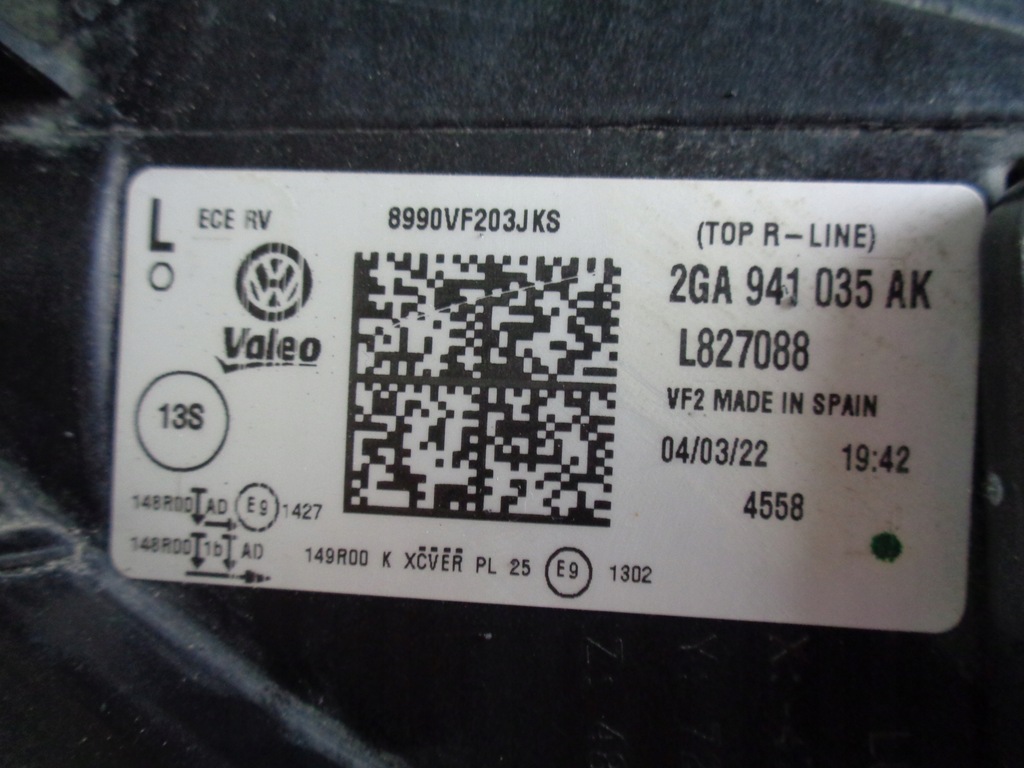 L
ECE RV
8990VF203JKS
(TOP R-LINE)
2GA 941 035 AK
L827088
VW
Valeo
VF2 MADE IN SPAIN
13S
04/03/22 19:42
4558
148R00 AD E9 1427
148R00 1b AD
149R00 K XCVER PL 25 E9 1302